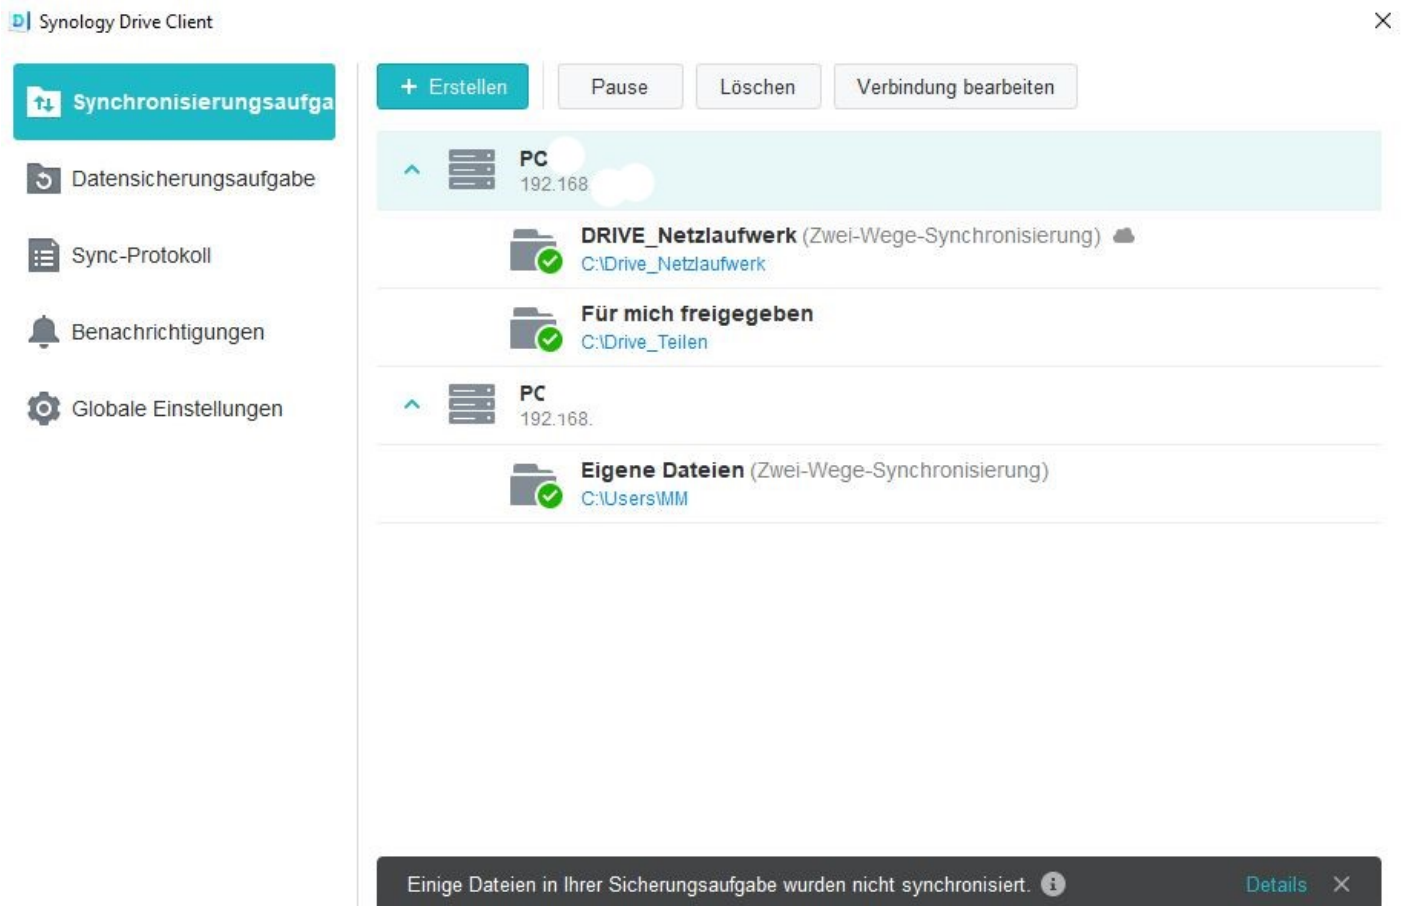 Synology Drive Client
Synchronisierungsaufga
Datensicherungsaufgabe
Sync-Protokoll
Benachrichtigungen
Globale Einstellungen
+ Erstellen
Pause
Löschen
Verbindung bearbeiten
PC
192.168
DRIVE_Netzlaufwerk (Zwei-Wege-Synchronisierung)
C:\Drive_Netzlaufwerk
Für mich freigegeben
C:\Drive_Teilen
PC
192.168.
Eigene Dateien (Zwei-Wege-Synchronisierung)
C:\Users\MM
Einige Dateien in Ihrer Sicherungsaufgabe wurden nicht synchronisiert.
Details